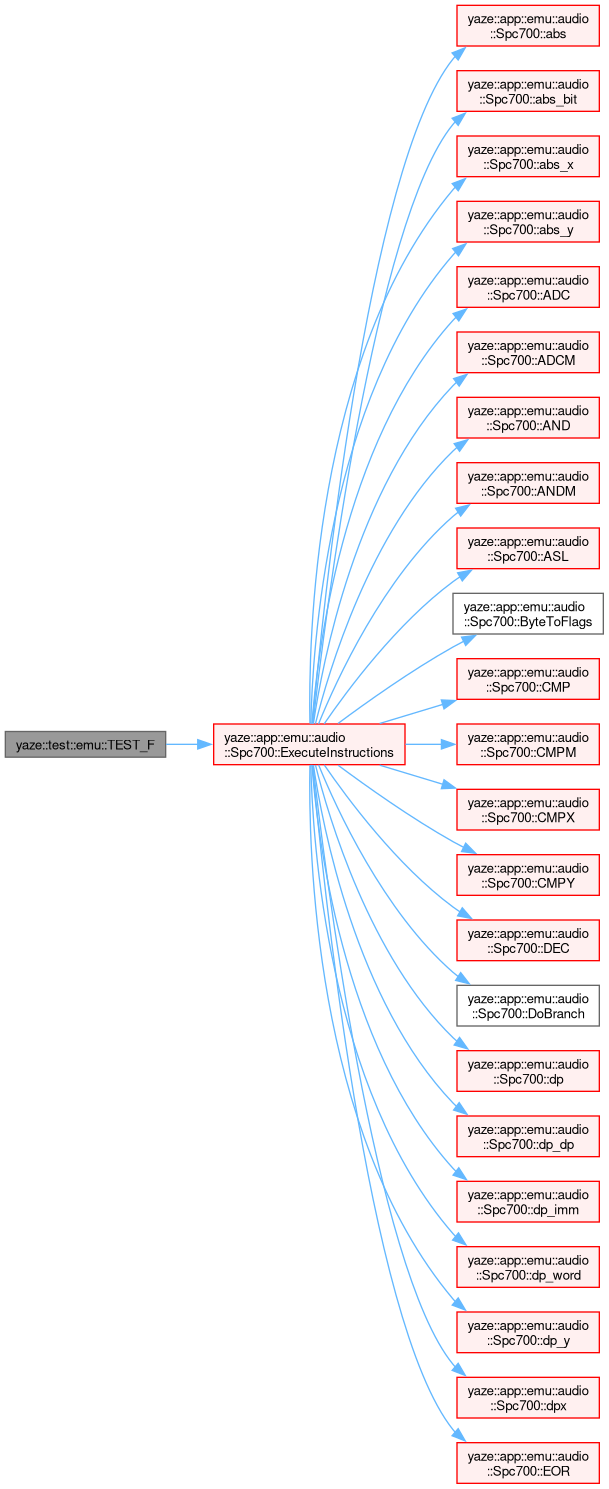 yaze::app::emu::audio
::Spc700::abs
yaze::app::emu::audio
::Spc700::abs_bit
yaze::app::emu::audio
::Spc700::abs_x
yaze::app::emu::audio
::Spc700::abs_y
yaze::app::emu::audio
::Spc700::ADC
yaze::app::emu::audio
::Spc700::ADCM
yaze::app::emu::audio
::Spc700::AND
yaze::app::emu::audio
::Spc700::ANDM
yaze::app::emu::audio
::Spc700::ASL
yaze::app::emu::audio
::Spc700::ByteToFlags
yaze::app::emu::audio
::Spc700::CMP
yaze::test::emu::TEST_F
yaze::app::emu::audio
::Spc700::ExecuteInstructions
yaze::app::emu::audio
::Spc700::CMPM
yaze::app::emu::audio
::Spc700::CMPX
yaze::app::emu::audio
::Spc700::CMPY
yaze::app::emu::audio
::Spc700::DEC
yaze::app::emu::audio
::Spc700::DoBranch
yaze::app::emu::audio
::Spc700::dp
yaze::app::emu::audio
::Spc700::dp_dp
yaze::app::emu::audio
::Spc700::dp_imm
yaze::app::emu::audio
::Spc700::dp_word
yaze::app::emu::audio
::Spc700::dp_y
yaze::app::emu::audio
::Spc700::dpx
yaze::app::emu::audio
::Spc700::EOR